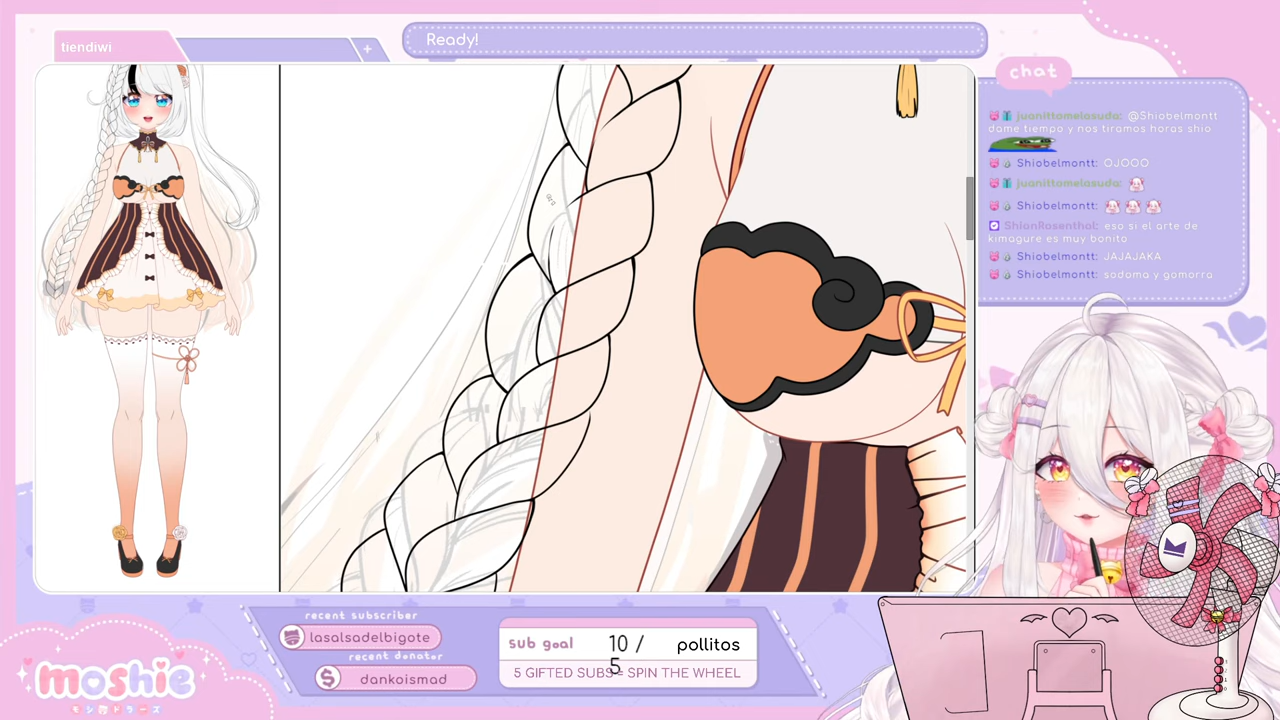 tiendiwi
+
Ready!
chat
juanittomelasuda: @Shiobelmontt
dame tiempo y nos tiramos horas shio
Shiobelmontt: OJOOO
juanittomelasuda:
Shiobelmontt:
ShianRosenthal: eso si el arte de
kimagure es muy bonito
Shiobelmontt: JAJAJAKA
Shiobelmontt: sodoma y gomorra
recent subscriber
lasalsadelbigote
recent donator
dankoismad
sub goal
10 /
5
pollitos
5 GIFTED SUBS = SPIN THE WHEEL
moshie